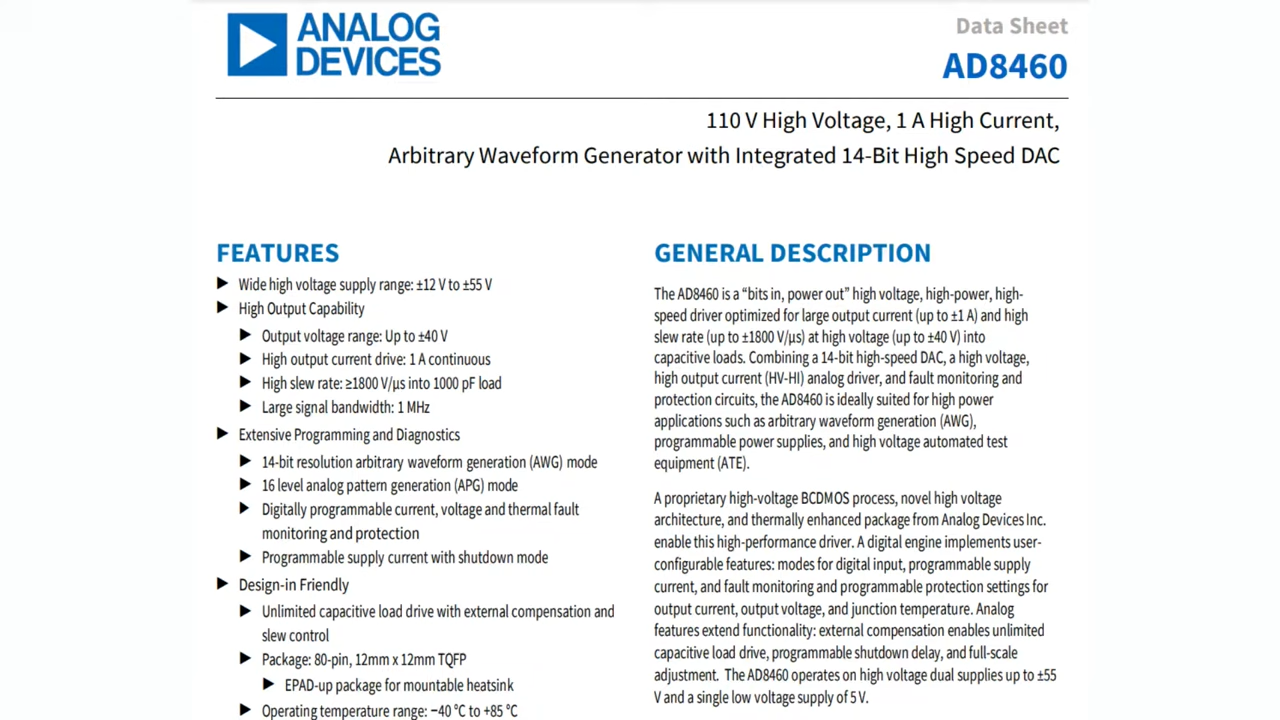 ANALOG
DEVICES
Data Sheet
AD8460
110 V High Voltage, 1 A High Current,
Arbitrary Waveform Generator with Integrated 14-Bit High Speed DAC
FEATURES
▶ Wide high voltage supply range: ±12 V to ±55 V
▶ High Output Capability
▶ Output voltage range: Up to ±40 V
▶ High output current drive: 1 A continuous
▶ High slew rate: ≥1800 V/µs into 1000 pF load
▶ Large signal bandwidth: 1 MHz
▶ Extensive Programming and Diagnostics
▶ 14-bit resolution arbitrary waveform generation (AWG) mode
▶ 16 level analog pattern generation (APG) mode
▶ Digitally programmable current, voltage and thermal fault
monitoring and protection
▶ Programmable supply current with shutdown mode
▶ Design-in Friendly
▶ Unlimited capacitive load drive with external compensation and
slew control
▶ Package: 80-pin, 12mm x 12mm TQFP
▶ EPAD-up package for mountable heatsink
▶ Operating temperature range: −40 °C to +85 °C
GENERAL DESCRIPTION
The AD8460 is a “bits in, power out” high voltage, high-power, high-
speed driver optimized for large output current (up to ±1 A) and high
slew rate (up to ±1800 V/µs) at high voltage (up to ±40 V) into
capacitive loads. Combining a 14-bit high-speed DAC, a high voltage,
high output current (HV-HI) analog driver, and fault monitoring and
protection circuits, the AD8460 is ideally suited for high power
applications such as arbitrary waveform generation (AWG),
programmable power supplies, and high voltage automated test
equipment (ATE).
A proprietary high-voltage BCDMOS process, novel high voltage
architecture, and thermally enhanced package from Analog Devices Inc.
enable this high-performance driver. A digital engine implements user-
configurable features: modes for digital input, programmable supply
current, and fault monitoring and programmable protection settings for
output current, output voltage, and junction temperature. Analog
features extend functionality: external compensation enables unlimited
capacitive load drive, programmable shutdown delay, and full-scale
adjustment. The AD8460 operates on high voltage dual supplies up to ±55
V and a single low voltage supply of 5 V.